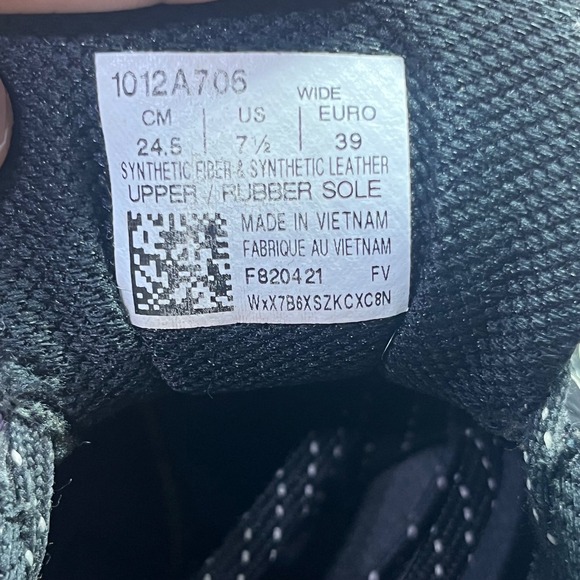 1012A706
WIDE
CM US EURO
24.5 7½ 39
SYNTHETIC FIBER & SYNTHETIC LEATHER
UPPER / RUBBER SOLE
MADE IN VIETNAM
FABRIQUE AU VIETNAM
F820421 FV
WxX7B6XSZKCXC8N